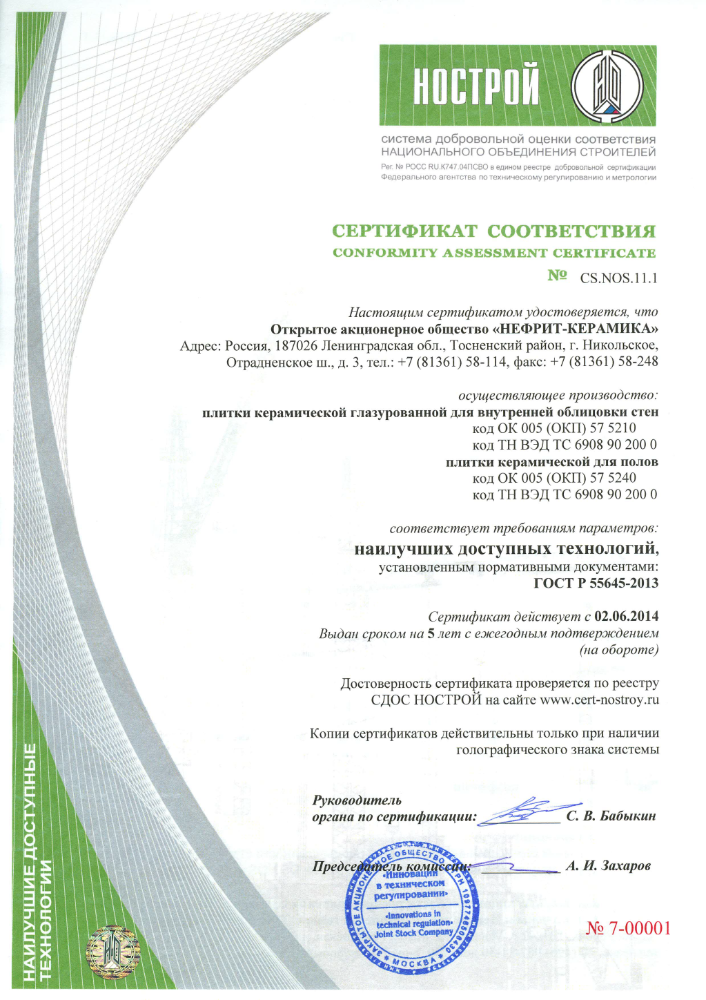 НОСТРОЙ
система добровольной оценки соответствия
НАЦИОНАЛЬНОГО ОБЪЕДИНЕНИЯ СТРОИТЕЛЕЙ
Рег. № РОСС RU.К747.04ПСВО в едином реестре добровольной сертификации
Федерального агентства по техническому регулированию и метрологии
СЕРТИФИКАТ СООТВЕТСТВИЯ
CONFORMITY ASSESSMENT CERTIFICATE
№ CS.NOS.11.1
Настоящим сертификатом удостоверяется, что
Открытое акционерное общество «НЕФРИТ-КЕРАМИКА»
Адрес: Россия, 187026 Ленинградская обл., Тосненский район, г. Никольское,
Отрадненское ш., д. 3, тел.: +7 (81361) 58-114, факс: +7 (81361) 58-248
осуществляющее производство:
плитки керамической глазурованной для внутренней облицовки стен
код ОК 005 (ОКП) 57 5210
код ТН ВЭД ТС 6908 90 200 0
плитки керамической для полов
код ОК 005 (ОКП) 57 5240
код ТН ВЭД ТС 6908 90 200 0
соответствует требованиям параметров:
наилучших доступных технологий,
установленным нормативными документами:
ГОСТ Р 55645-2013
Сертификат действует с 02.06.2014
Выдан сроком на 5 лет с ежегодным подтверждением
(на обороте)
Достоверность сертификата проверяется по реестру
СДОС НОСТРОЙ на сайте www.cert-nostroy.ru
Копии сертификатов действительны только при наличии
голографического знака системы
Руководитель
органа по сертификации: С. В. Бабыкин
Председатель комиссии: А. И. Захаров
ЗАКРЫТОЕ АКЦИОНЕРНОЕ ОБЩЕСТВО
«Инновации
в техническом
регулировании»
«Innovations in
technical regulation»
Joint Stock Company
МОСКВА
№ 7-00001
НАИЛУЧШИЕ ДОСТУПНЫЕ
ТЕХНОЛОГИИ